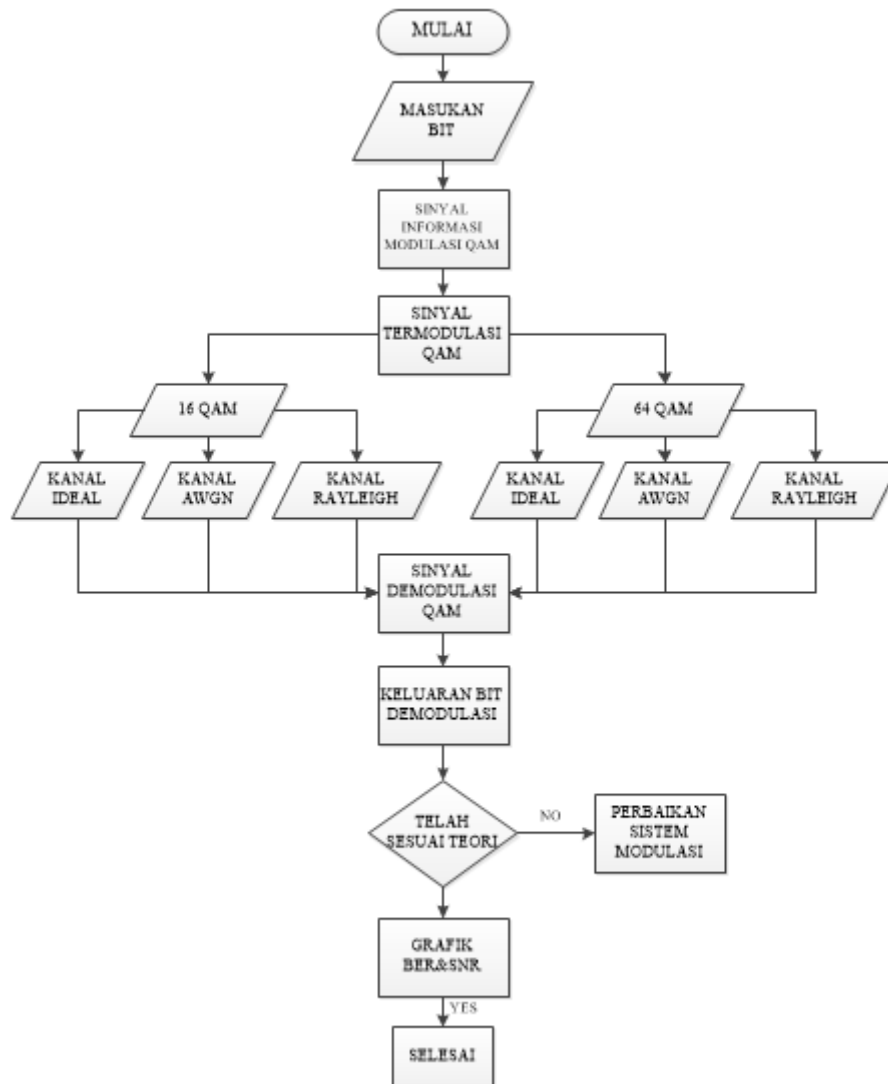 MULAI
MASUKAN
BIT
SINYAL
INFORMASI
MODULASI QAM
SINYAL
TERMODULASI
QAM
16 QAM
64 QAM
KANAL
IDEAL
KANAL
AWGN
KANAL
RAYLEIGH
KANAL
IDEAL
KANAL
AWGN
KANAL
RAYLEIGH
SINYAL
DEMODULASI
QAM
KELUARAN BIT
DEMODULASI
TELAH
SESUAI TEORI
NO
PERBAIKAN
SISTEM
MODULASI
GRAFIK
BER&SNR
YES
SELESAI